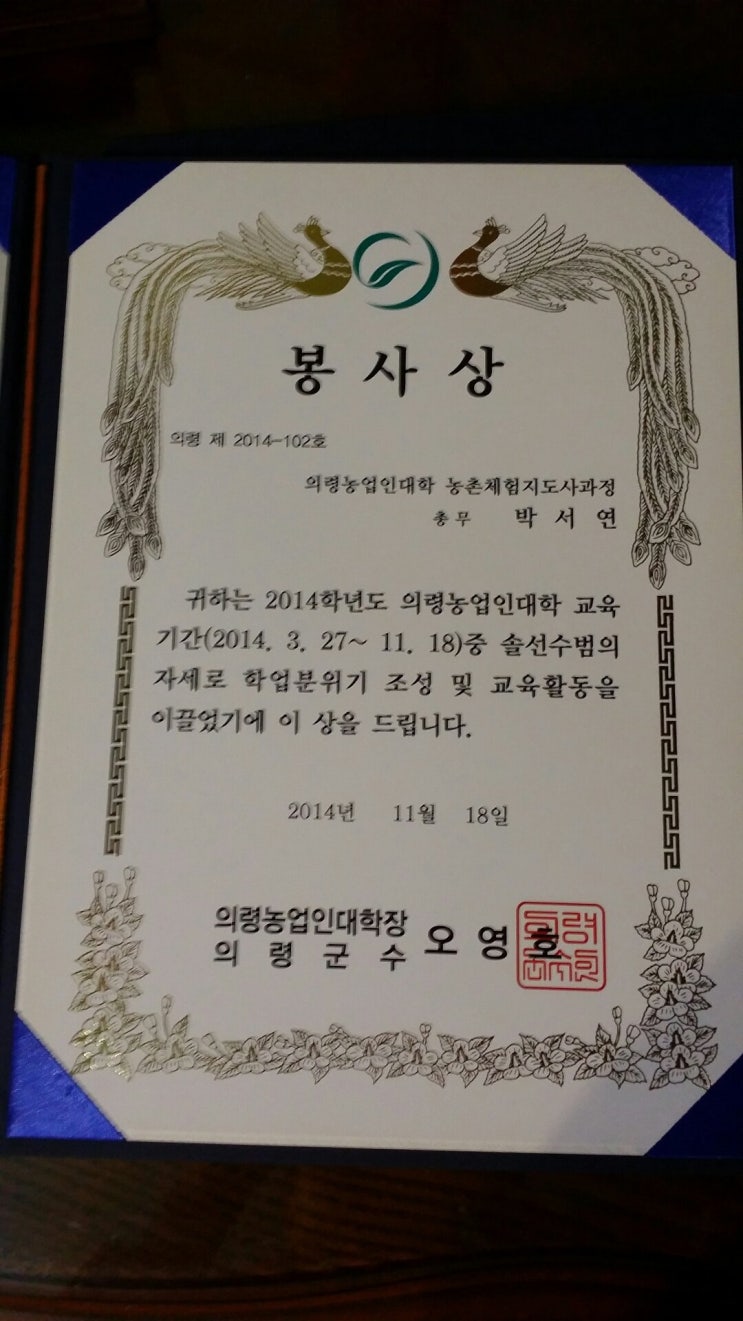 봉 사 상
의령 제 2014-102호
의령농업인대학 농촌체험지도사과정
총 무 박 서 연
귀하는 2014학년도 의령농업인대학 교육
기간(2014. 3. 27~ 11. 18)중 솔선수범의
자세로 학업분위기 조성 및 교육활동을
이끌었기에 이 상을 드립니다.
2014년 11월 18일
의령농업인대학장
의 령 군 수 오 영 호